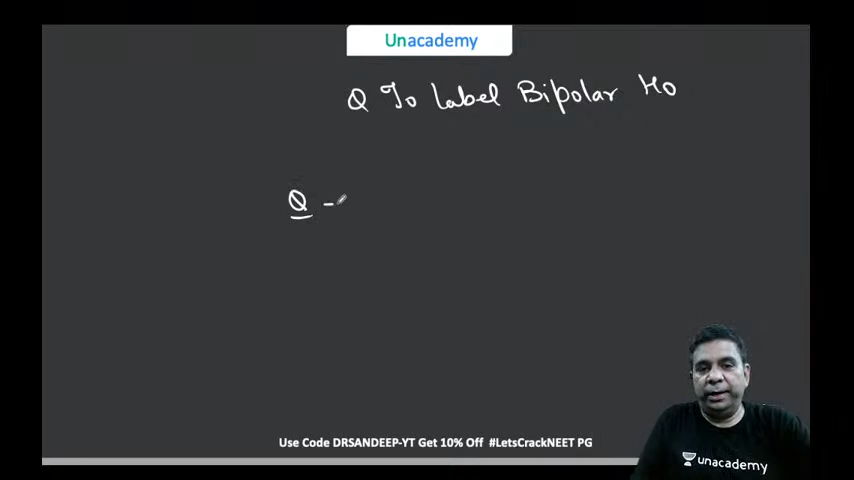 Unacademy
Q To Label Bipolar Ho
Q -
Use Code DRSANDEEP-YT Get 10% Off #LetsCrackNEET PG
unacademy